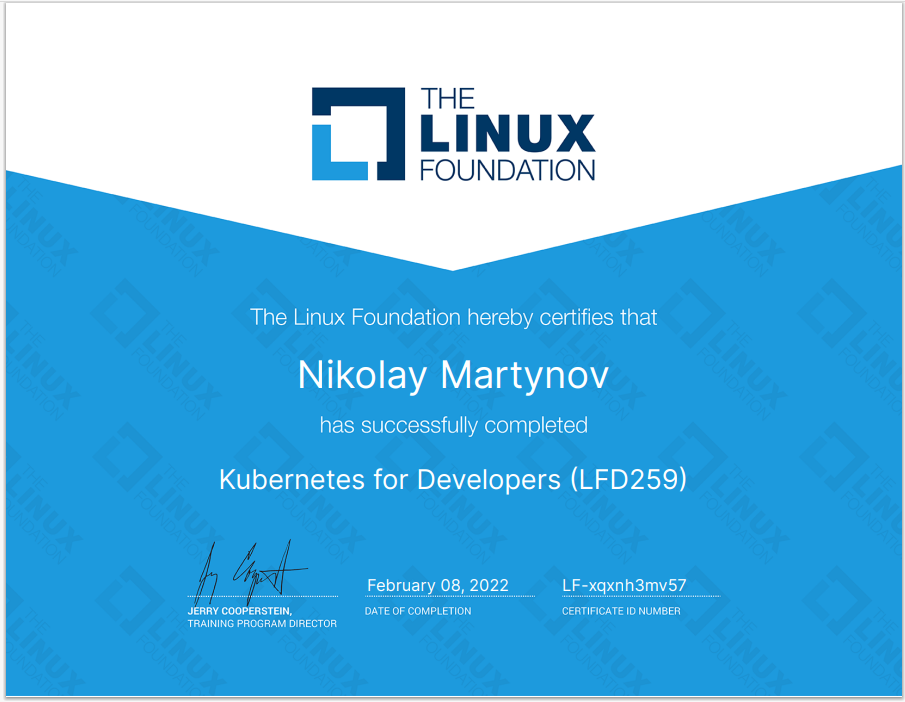 THE
LINUX
FOUNDATION
The Linux Foundation hereby certifies that
Nikolay Martynov
has successfully completed
Kubernetes for Developers (LFD259)
February 08, 2022
LF-xqxnh3mv57
JERRY COOPERSTEIN,
TRAINING PROGRAM DIRECTOR
DATE OF COMPLETION
CERTIFICATE ID NUMBER